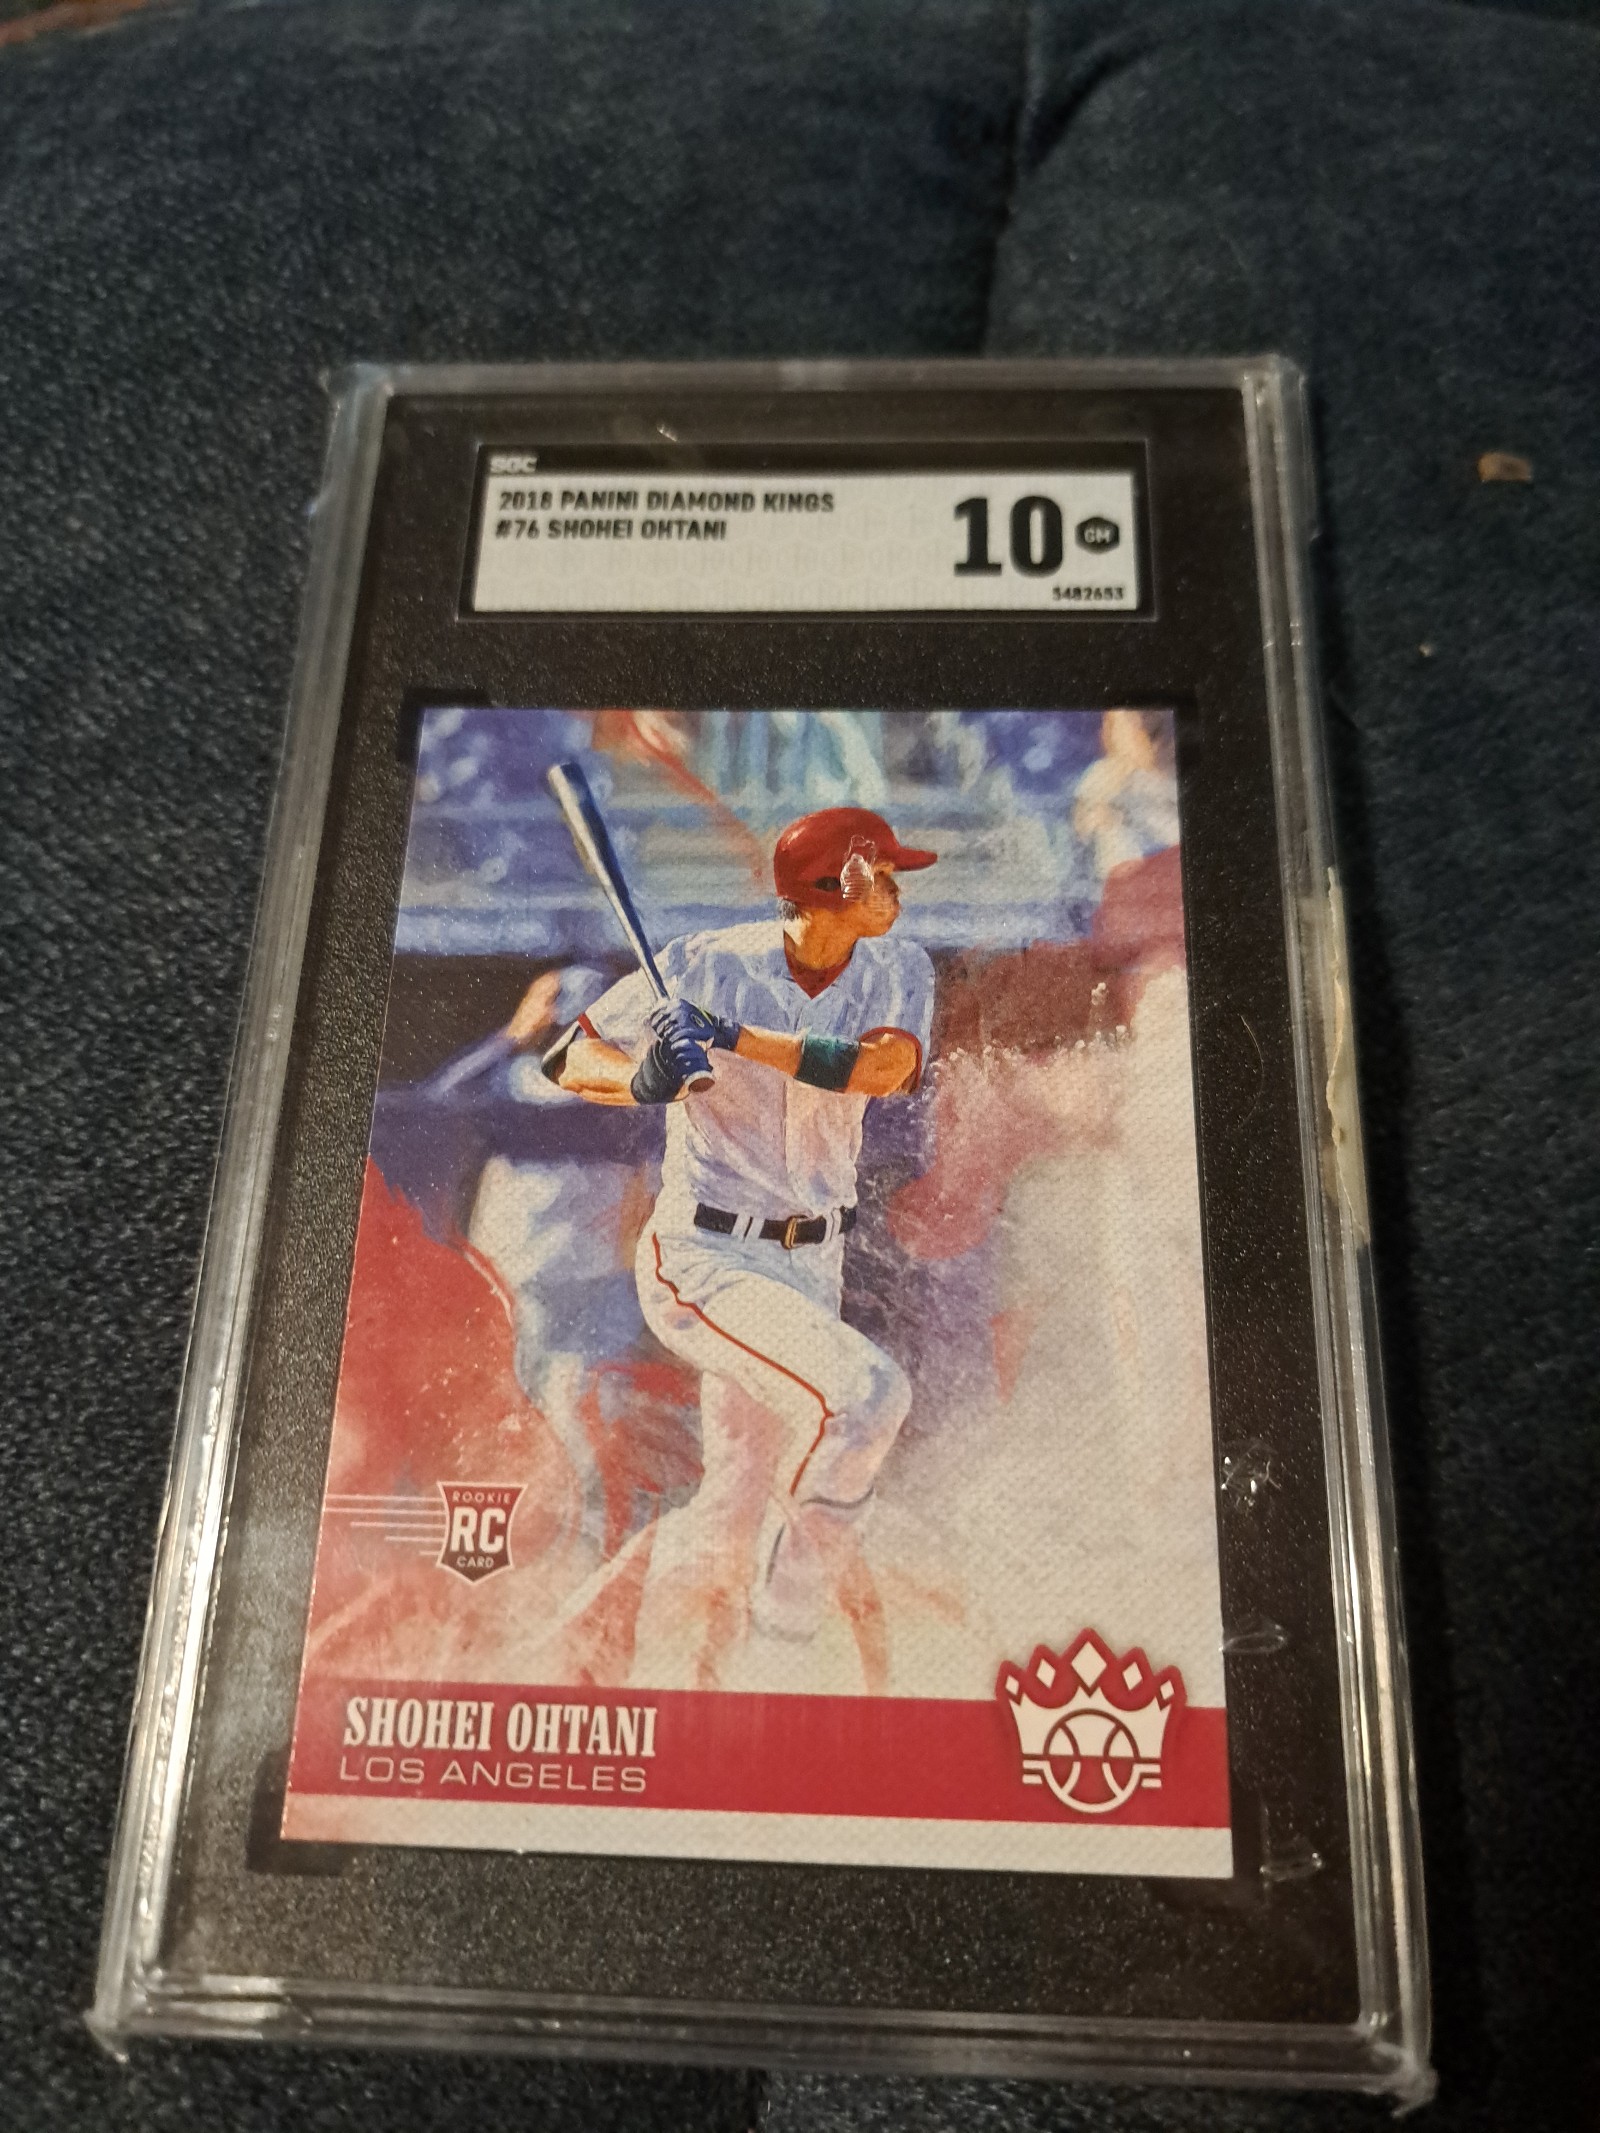 SGC
2018 PANINI DIAMOND KINGS
#76 SHOHEI OHTANI
10 GM
5482653
ROOKIE
RC
CARD
SHOHEI OHTANI
LOS ANGELES